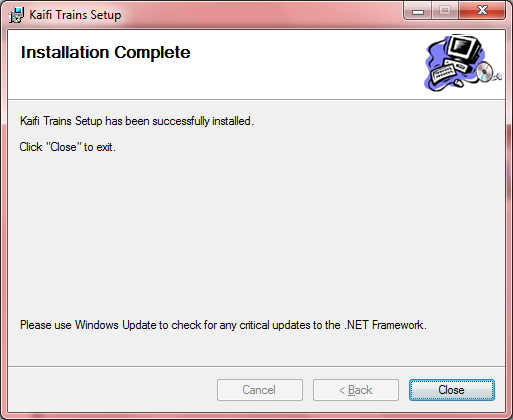 Kaifi Trains Setup
Installation Complete
Kaifi Trains Setup has been successfully installed.
Click "Close" to exit.
Please use Windows Update to check for any critical updates to the .NET Framework.
Cancel
< Back
Close